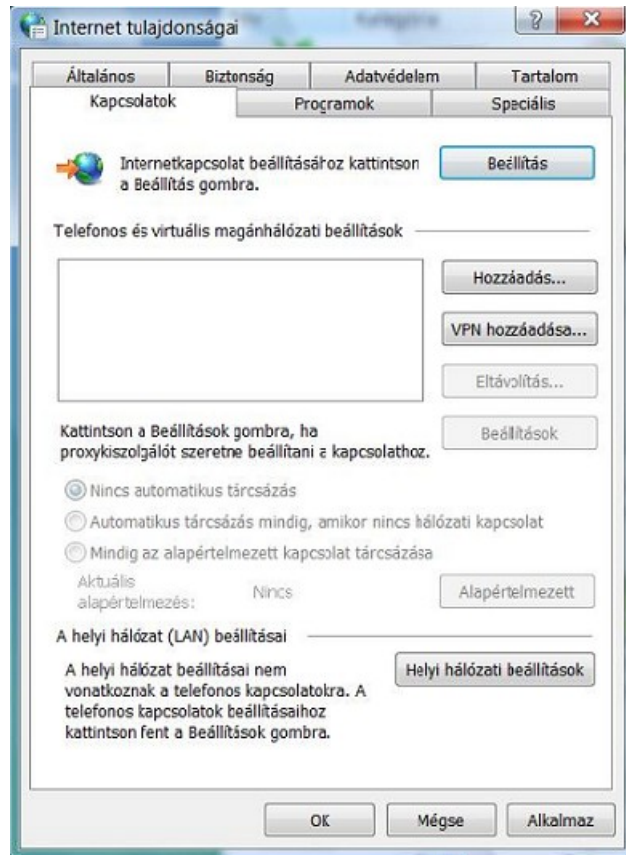 Internet tulajdonságai
Általános Biztonság Adatvédelem Tartalom
Kapcsolatok Programok Speciális
Internetkapcsolat beállításához kattintson
a Beállítás gombra.
Beállítás
Telefonos és virtuális magánhálózati beállítások
Hozzáadás...
VPN hozzáadása...
Eltávolítás...
Kattintson a Beállítások gombra, ha
proxykiszolgálót szeretne beállítani a kapcsolathoz.
Beállítások
Nincs automatikus tárcsázás
Automatikus tárcsázás mindig, amikor nincs hálózati kapcsolat
Mindig az alapértelmezett kapcsolat tárcsázása
Aktuális
alapértelmezés:
Nincs
Alapértelmezett
A helyi hálózat (LAN) beállításai
A helyi hálózat beállításai nem
vonatkoznak a telefonos kapcsolatokra. A
telefonos kapcsolatok beállításaihoz
kattintson fent a Beállítások gombra.
Helyi hálózati beállítások
OK Mégse Alkalmaz